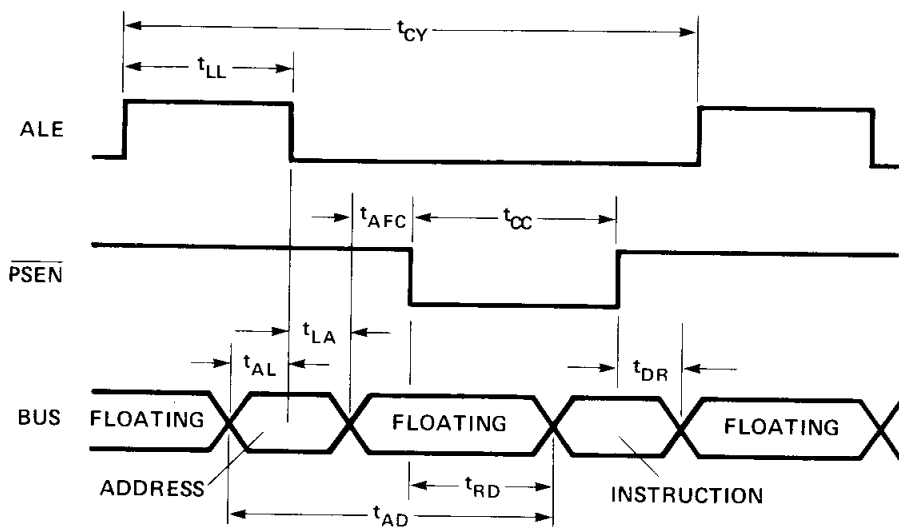 tCY
tLL
ALE
tAFC
tCC
PSEN
tLA
tAL
tDR
BUS
FLOATING
FLOATING
FLOATING
ADDRESS
tRD
INSTRUCTION
tAD